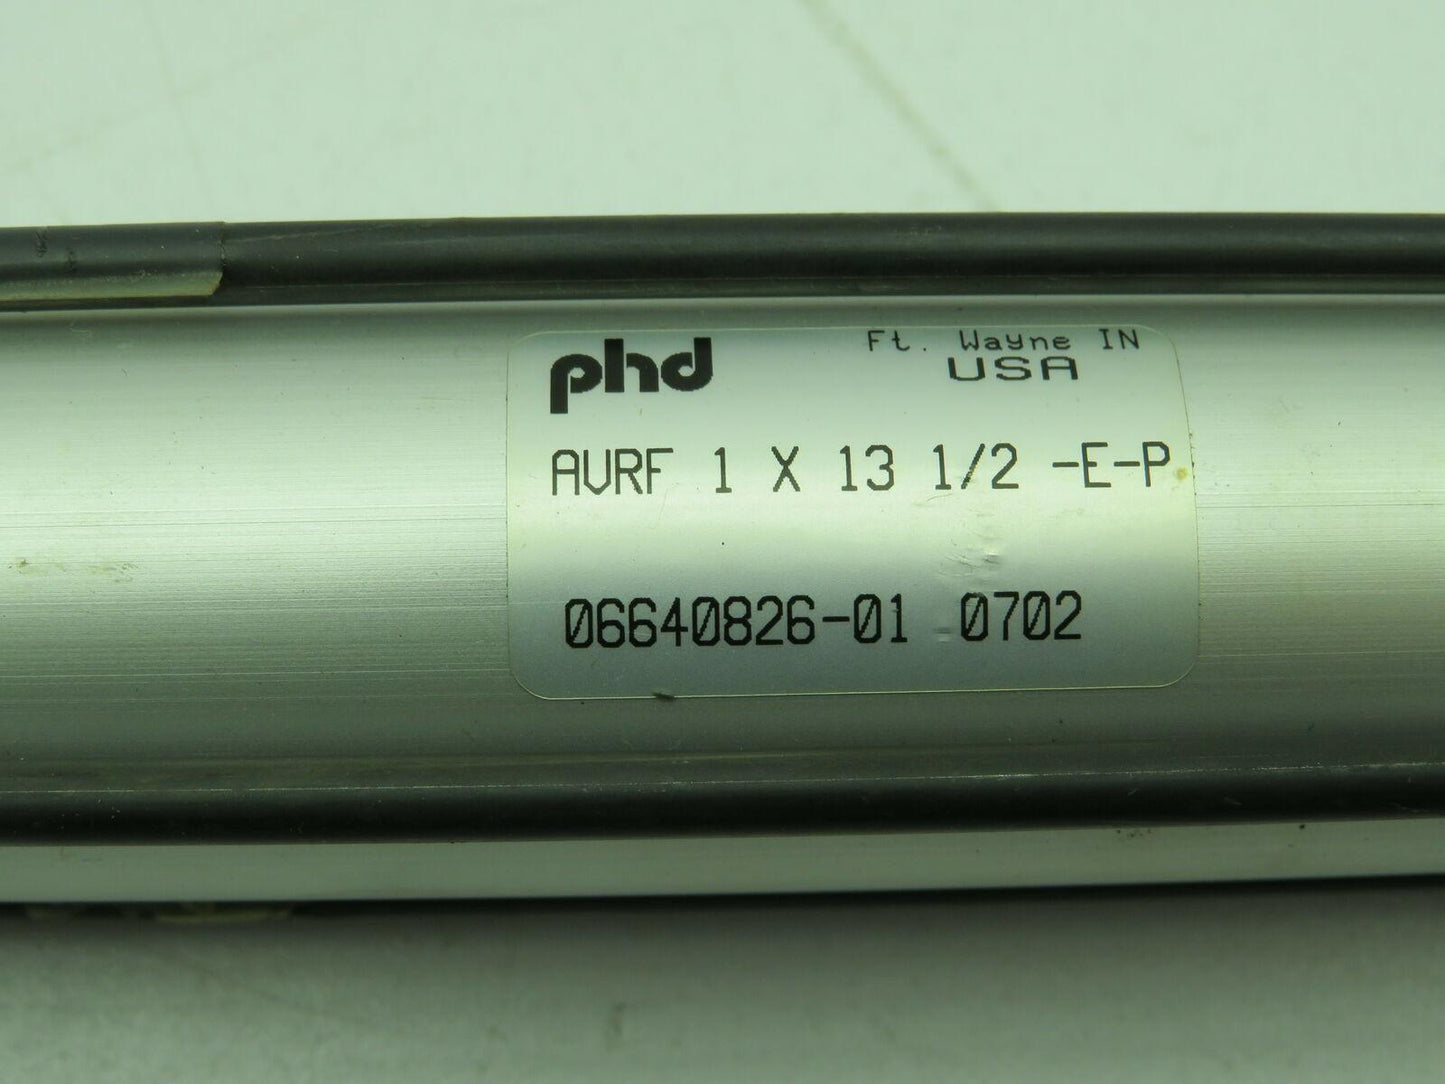 phd Ft. Wayne IN
USA
AVRF 1 X 13 1/2 -E-P
06640826-01 0702